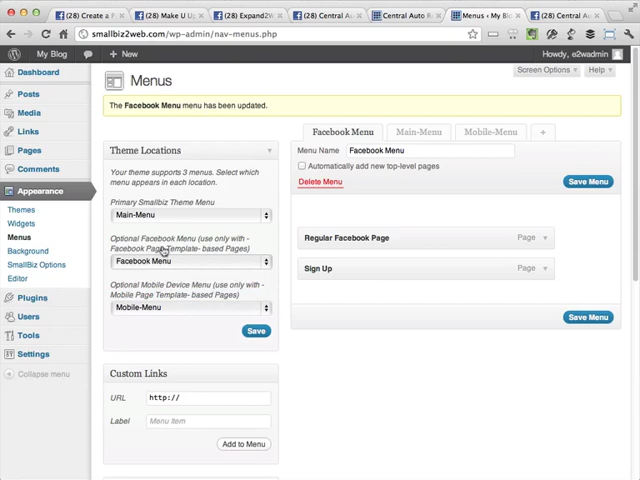 (28) Create a F
(28) Make U Up
(28) Expand2W
(28) Central Aut
Central Auto R
Menus ‹ My Blo
(28) Central Au
smallbiz2web.com/wp-admin/nav-menus.php
My Blog
+ New
Howdy, e2wadmin
Screen Options
Help
Dashboard
Posts
Media
Links
Pages
Comments
Appearance
Themes
Widgets
Menus
Background
SmallBiz Options
Editor
Plugins
Users
Tools
Settings
Collapse menu
Menus
The Facebook Menu menu has been updated.
Theme Locations
Your theme supports 3 menus. Select which
menu appears in each location.
Primary Smallbiz Theme Menu
Main-Menu
Optional Facebook Menu (use only with -
Facebook Page Template- based Pages)
Facebook Menu
Optional Mobile Device Menu (use only with -
Mobile Page Template- based Pages)
Mobile-Menu
Save
Custom Links
URL
http://
Label
Menu Item
Add to Menu
Facebook Menu
Main-Menu
Mobile-Menu
+
Menu Name
Facebook Menu
Automatically add new top-level pages
Delete Menu
Save Menu
Regular Facebook Page
Page
Sign Up
Page
Save Menu